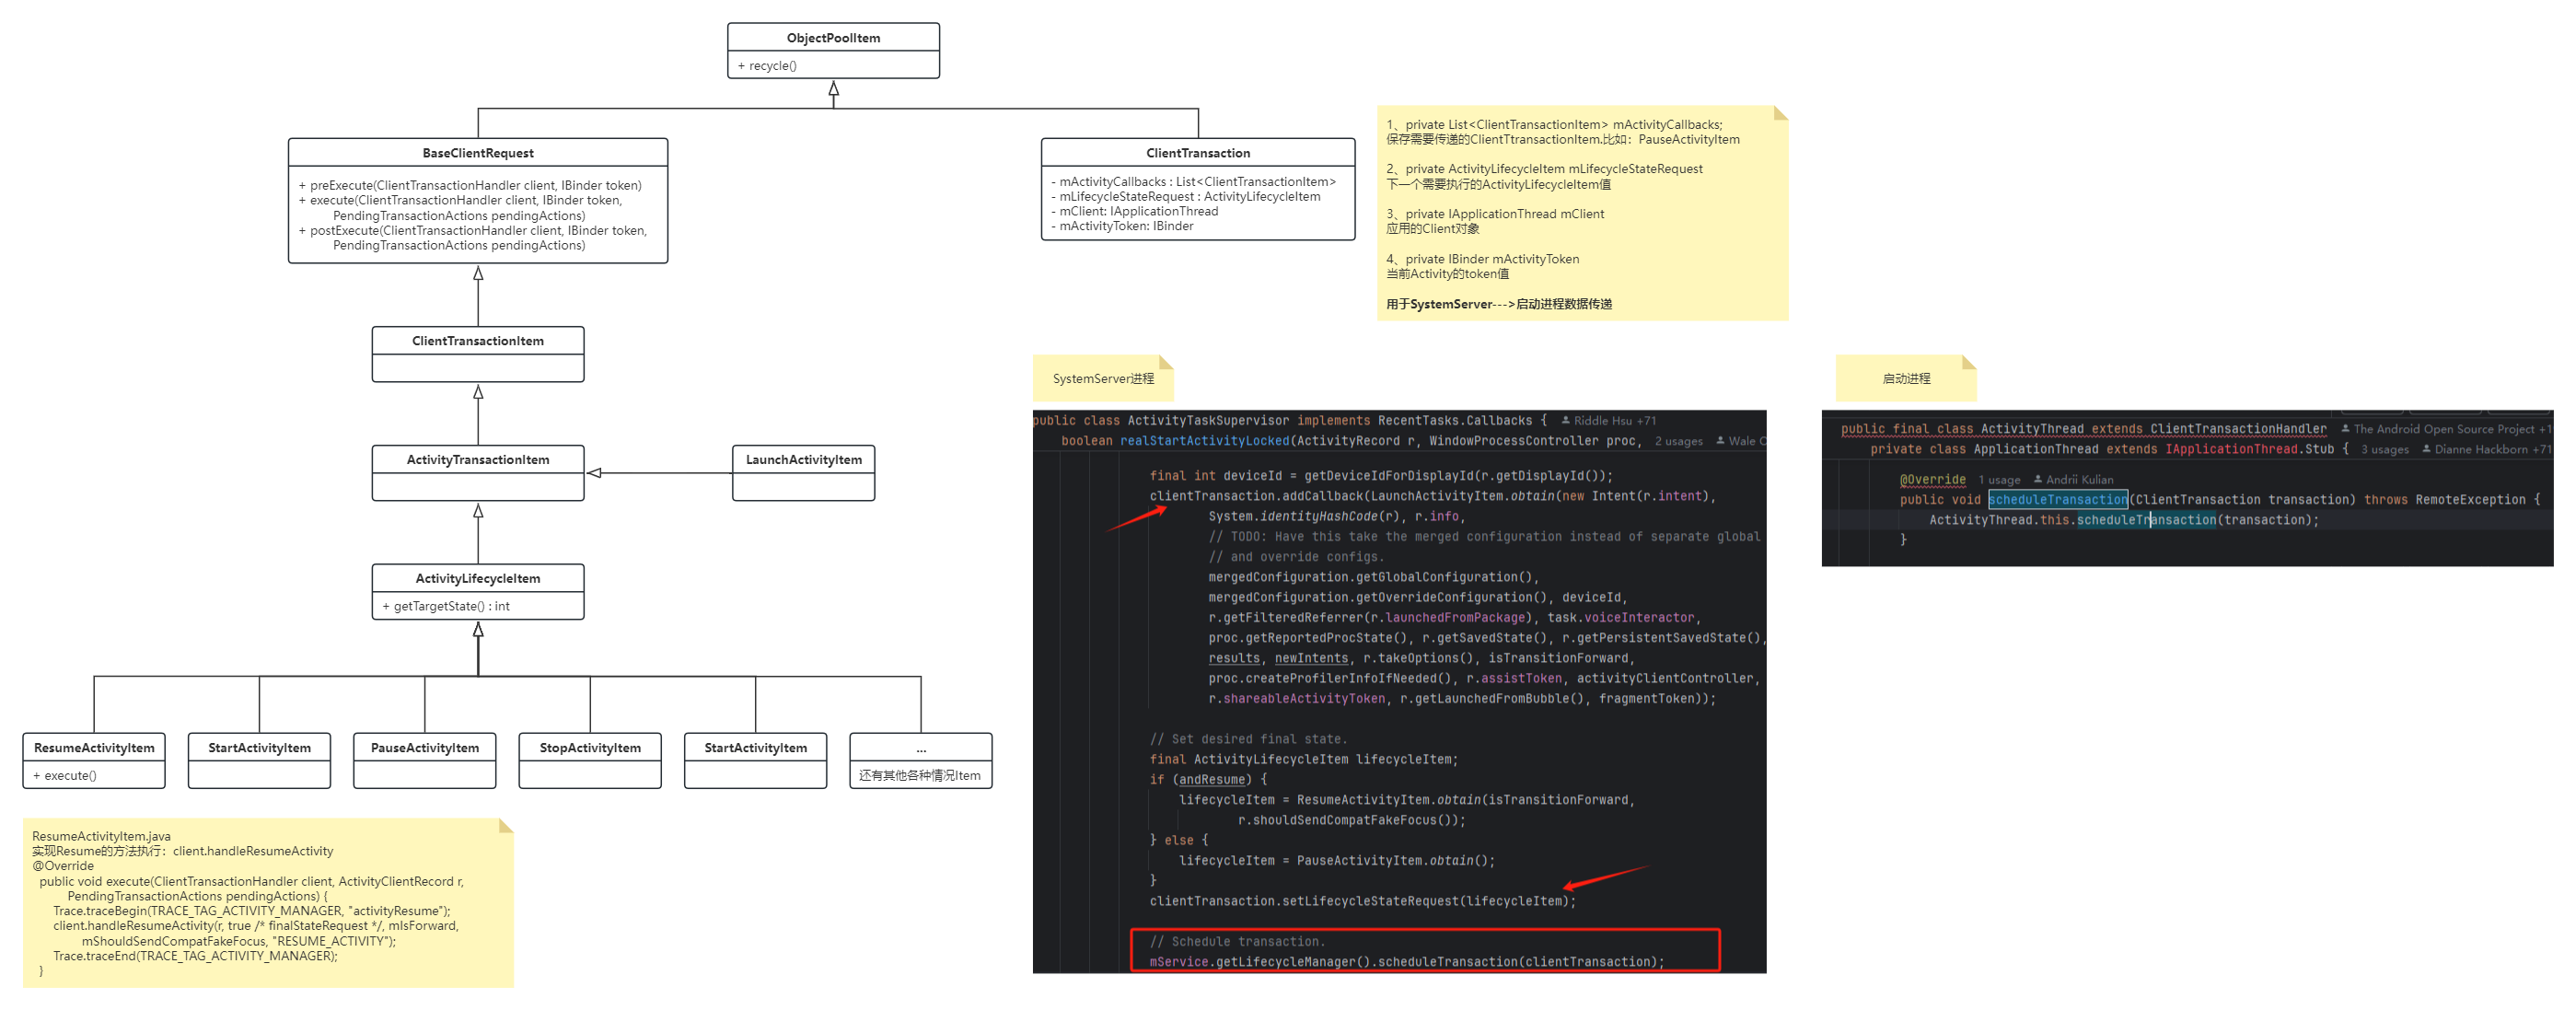 ObjectPoolItem
+ recycle()
BaseClientRequest
+ preExecute(ClientTransactionHandler client, IBinder token)
+ execute(ClientTransactionHandler client, IBinder token,
PendingTransactionActions pendingActions)
+ postExecute(ClientTransactionHandler client, IBinder token,
PendingTransactionActions pendingActions)
ClientTransaction
- mActivityCallbacks : List<ClientTransactionItem>
- mLifecycleStateRequest : ActivityLifecycleItem
- mClient: IApplicationThread
- mActivityToken: IBinder
1、private List<ClientTransactionItem> mActivityCallbacks;
保存需要传递的ClientTtransactionItem.比如：PauseActivityItem
2、private ActivityLifecycleItem mLifecycleStateRequest
下一个需要执行的ActivityLifecycleItem值
3、private IApplicationThread mClient
应用的Client对象
4、private IBinder mActivityToken
当前Activity的token值
用于SystemServer--->启动进程数据传递
ClientTransactionItem
ActivityTransactionItem
LaunchActivityItem
ActivityLifecycleItem
+ getTargetState() : int
ResumeActivityItem
+ execute()
StartActivityItem
PauseActivityItem
StopActivityItem
StartActivityItem
...
还有其他各种情况Item
ResumeActivityItem.java
实现Resume的方法执行：client.handleResumeActivity
@Override
public void execute(ClientTransactionHandler client, ActivityClientRecord r,
PendingTransactionActions pendingActions) {
Trace.traceBegin(TRACE_TAG_ACTIVITY_MANAGER, "activityResume");
client.handleResumeActivity(r, true /* finalStateRequest */, mIsForward,
mShouldSendCompatFakeFocus, "RESUME_ACTIVITY");
Trace.traceEnd(TRACE_TAG_ACTIVITY_MANAGER);
}
SystemServer进程
public class ActivityTaskSupervisor implements RecentTasks.Callbacks { Riddle Hsu +71
boolean realStartActivityLocked(ActivityRecord r, WindowProcessController proc, 2 usages Wale O
final int deviceId = getDeviceIdForDisplayId(r.getDisplayId());
clientTransaction.addCallback(LaunchActivityItem.obtain(new Intent(r.intent),
System.identityHashCode(r), r.info,
// TODO: Have this take the merged configuration instead of separate global
// and override configs.
mergedConfiguration.getGlobalConfiguration(),
mergedConfiguration.getOverrideConfiguration(), deviceId,
r.getFilteredReferrer(r.launchedFromPackage), task.voiceInteractor,
proc.getReportedProcState(), r.getSavedState(), r.getPersistentSavedState(),
results, newIntents, r.takeOptions(), isTransitionForward,
proc.createProfilerInfoIfNeeded(), r.assistToken, activityClientController,
r.shareableActivityToken, r.getLaunchedFromBubble(), fragmentToken));
// Set desired final state.
final ActivityLifecycleItem lifecycleItem;
if (andResume) {
lifecycleItem = ResumeActivityItem.obtain(isTransitionForward,
r.shouldSendCompatFakeFocus());
} else {
lifecycleItem = PauseActivityItem.obtain();
}
clientTransaction.setLifecycleStateRequest(lifecycleItem);
// Schedule transaction.
mService.getLifecycleManager().scheduleTransaction(clientTransaction);
启动进程
public final class ActivityThread extends ClientTransactionHandler The Android Open Source Project +1
private class ApplicationThread extends IApplicationThread.Stub { 3 usages Dianne Hackborn +71
@Override 1 usage Andrii Kulian
public void scheduleTransaction(ClientTransaction transaction) throws RemoteException {
ActivityThread.this.scheduleTransaction(transaction);
}